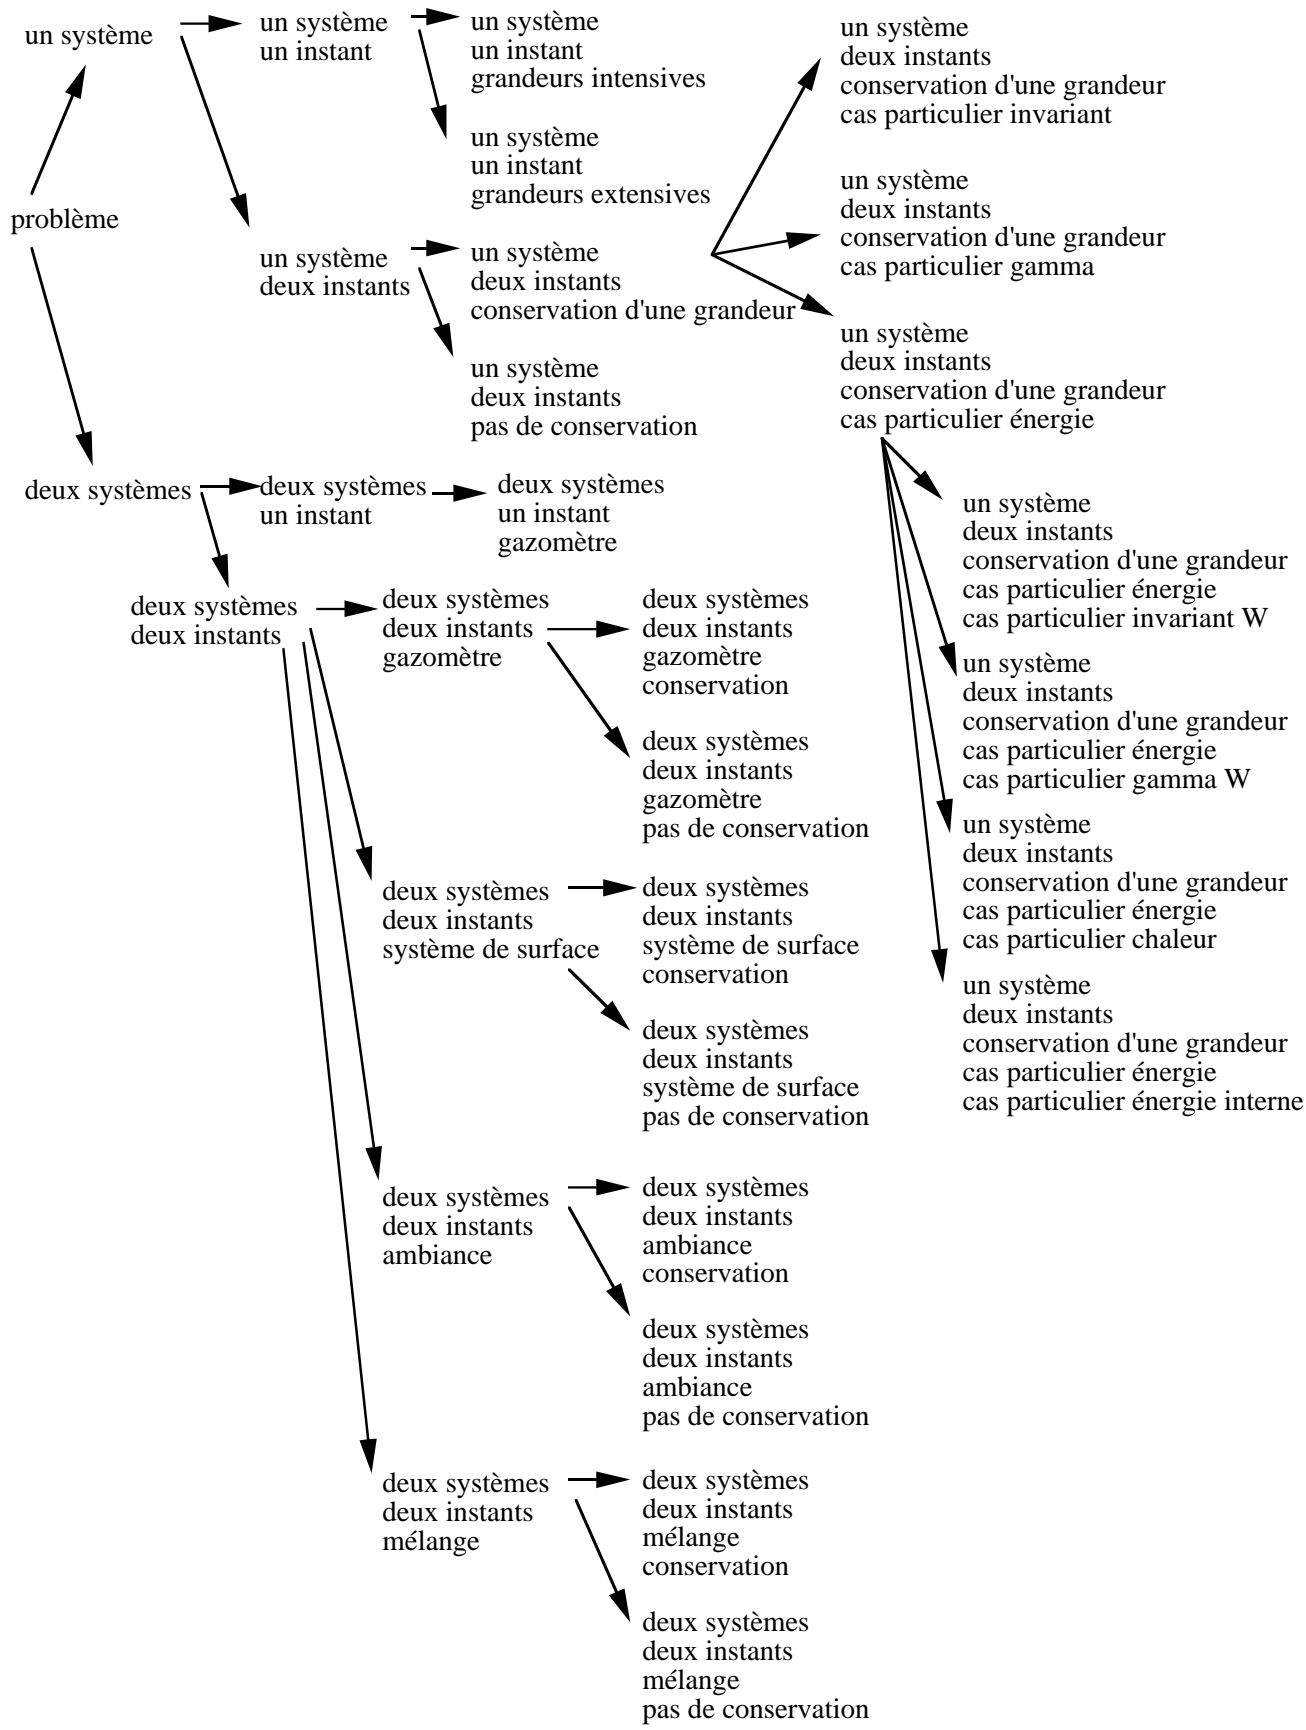 un système
un système
un instant
un système
un instant
grandeurs intensives
un système
un instant
grandeurs extensives
un système
deux instants
conservation d'une grandeur
cas particulier invariant
un système
deux instants
conservation d'une grandeur
cas particulier gamma
problème
un système
deux instants
un système
deux instants
conservation d'une grandeur
un système
deux instants
pas de conservation
un système
deux instants
conservation d'une grandeur
cas particulier énergie
deux systèmes
deux systèmes
un instant
deux systèmes
un instant
gazomètre
un système
deux instants
conservation d'une grandeur
cas particulier énergie
cas particulier invariant W
deux systèmes
deux instants
deux systèmes
deux instants
gazomètre
deux systèmes
deux instants
gazomètre
conservation
un système
deux instants
conservation d'une grandeur
cas particulier énergie
cas particulier gamma W
deux systèmes
deux instants
gazomètre
pas de conservation
un système
deux instants
conservation d'une grandeur
cas particulier énergie
cas particulier chaleur
deux systèmes
deux instants
système de surface
deux systèmes
deux instants
système de surface
conservation
un système
deux instants
conservation d'une grandeur
cas particulier énergie
cas particulier énergie interne
deux systèmes
deux instants
système de surface
pas de conservation
deux systèmes
deux instants
ambiance
deux systèmes
deux instants
ambiance
conservation
deux systèmes
deux instants
ambiance
pas de conservation
deux systèmes
deux instants
mélange
deux systèmes
deux instants
mélange
conservation
deux systèmes
deux instants
mélange
pas de conservation